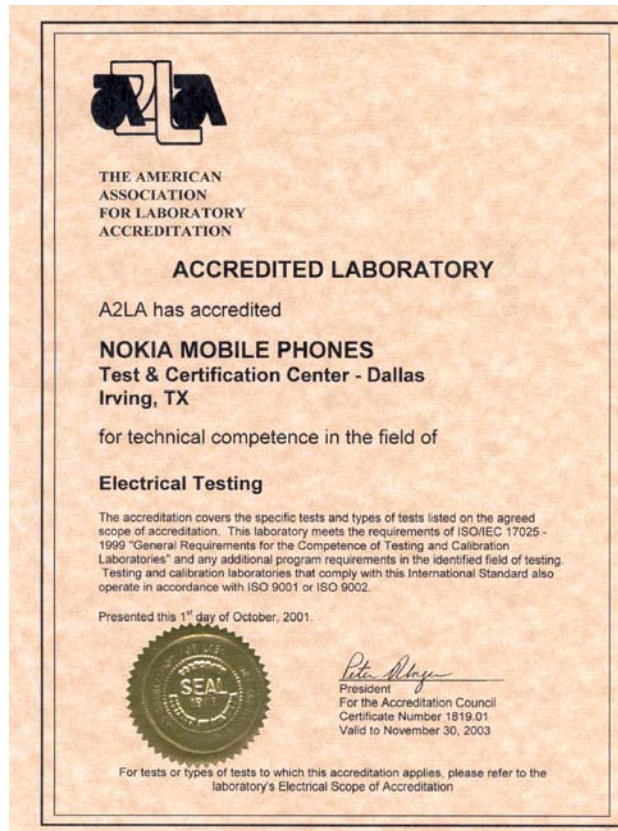 A2LA
THE AMERICAN
ASSOCIATION
FOR LABORATORY
ACCREDITATION
ACCREDITED LABORATORY
A2LA has accredited
NOKIA MOBILE PHONES
Test & Certification Center - Dallas
Irving, TX
for technical competence in the field of
Electrical Testing
The accreditation covers the specific tests and types of tests listed on the agreed
scope of accreditation. This laboratory meets the requirements of ISO/IEC 17025 -
1999 "General Requirements for the Competence of Testing and Calibration
Laboratories" and any additional program requirements in the identified field of testing.
Testing and calibration laboratories that comply with this International Standard also
operate in accordance with ISO 9001 or ISO 9002.
Presented this 1st day of October, 2001.
SEAL
President
For the Accreditation Council
Certificate Number 1819.01
Valid to November 30, 2003
For tests or types of tests to which this accreditation applies, please refer to the
laboratory's Electrical Scope of Accreditation